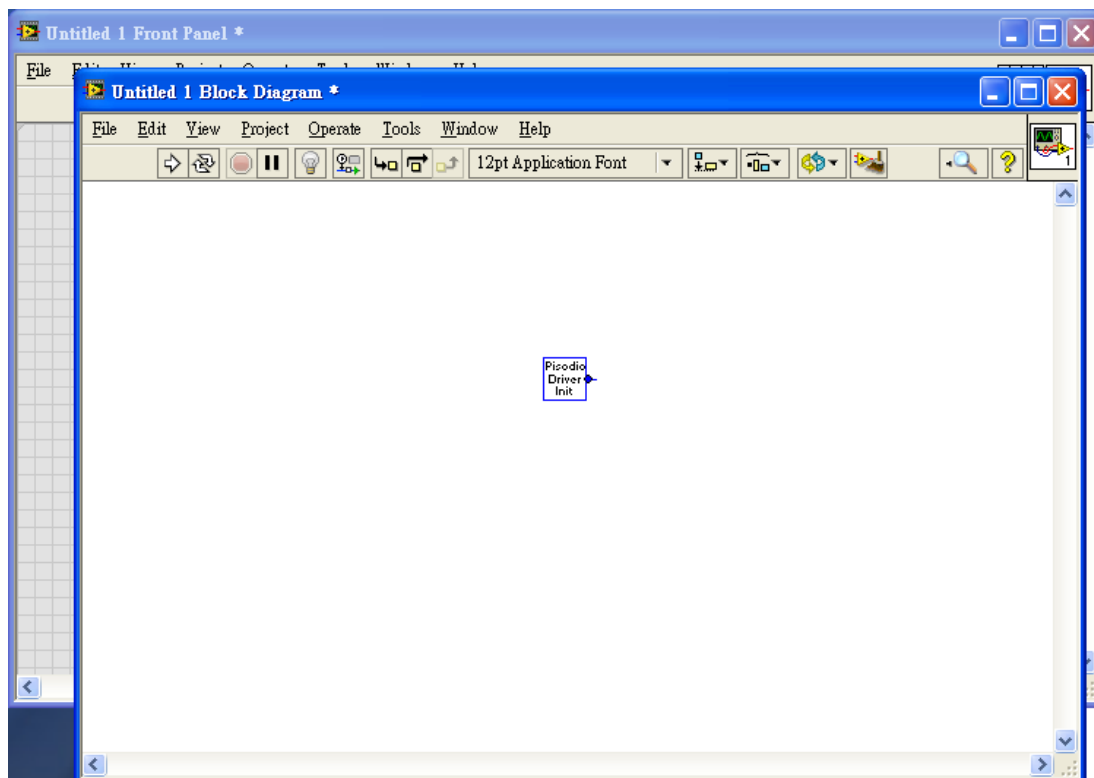 Untitled 1 Front Panel *
File
Untitled 1 Block Diagram *
File Edit View Project Operate Tools Window Help
12pt Application Font
?
1
Pisodio
Driver
Init